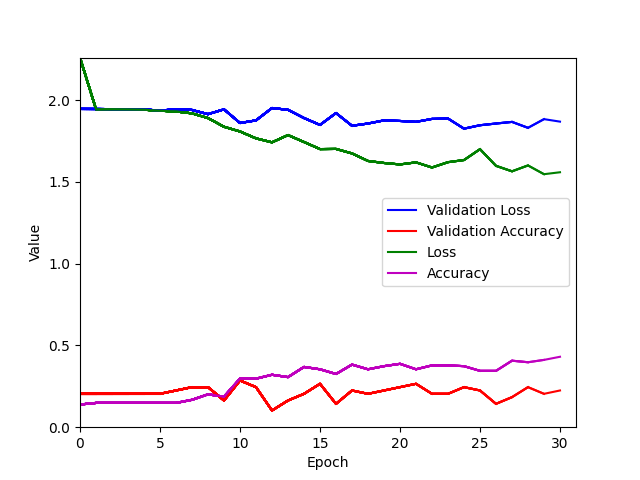 2.0
1.5
1.0
0.5
0.0
Value
Validation Loss
Validation Accuracy
Loss
Accuracy
0 5 10 15 20 25 30
Epoch